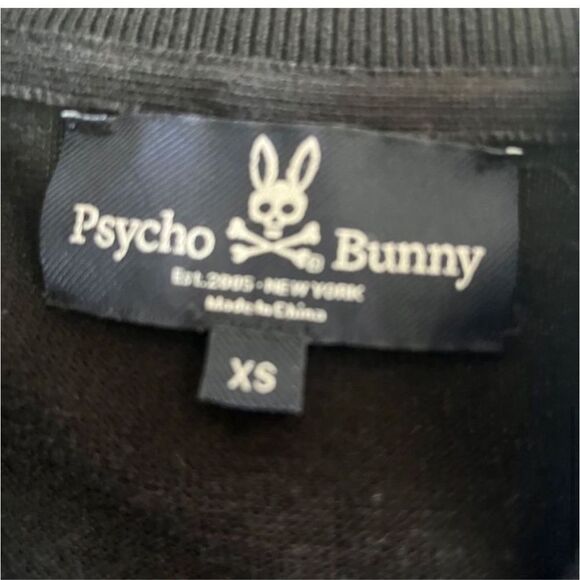 Psycho Bunny
Est.2005 · NEW YORK
Made In China
XS